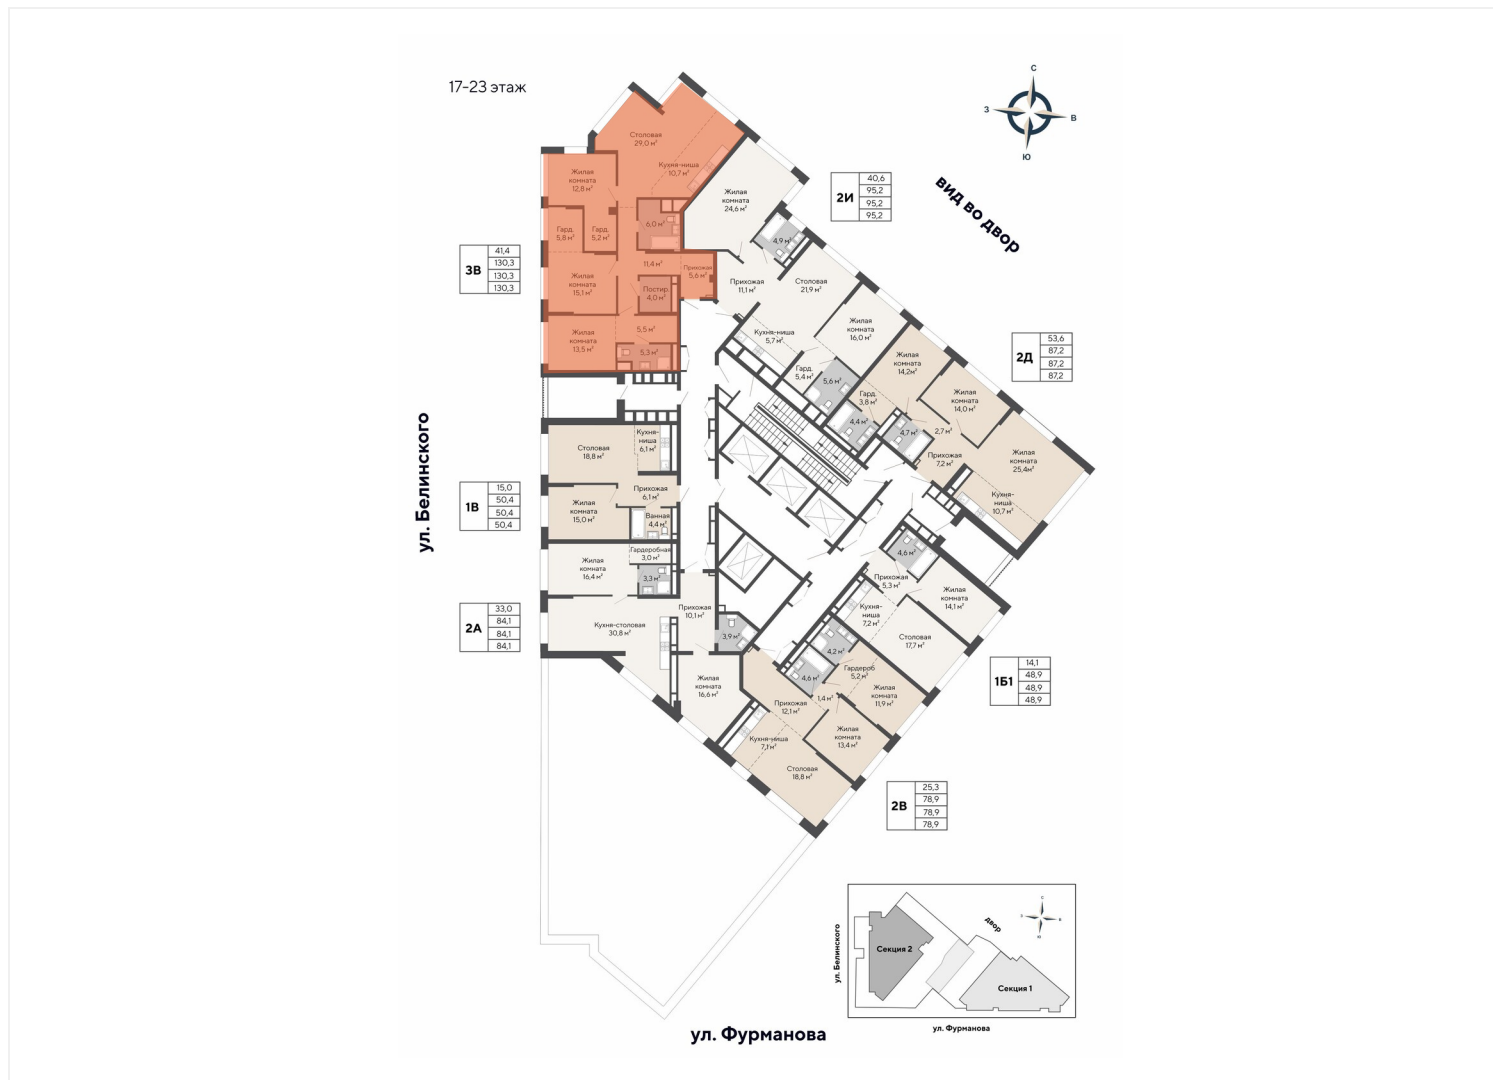 17-23 этаж
С
З
В
Ю
Столовая
29,0 м²
Кухня-ниша
10,7 м²
Жилая
комната
12,8 м²
Гард.
5,8 м²
Гард.
5,2 м²
6,0 м²
11,4 м²
Прихожая
5,6 м²
Жилая
комната
15,1 м²
Постир.
4,0 м²
Жилая
комната
13,5 м²
5,5 м²
5,3 м²
3В
41,4
130,3
130,3
130,3
Жилая
комната
24,6 м²
4,9 м²
Прихожая
11,1 м²
Столовая
21,9 м²
Кухня-ниша
5,7 м²
Жилая
комната
16,0 м²
Гард.
5,4 м²
5,6 м²
2И
40,6
95,2
95,2
95,2
вид во двор
Жилая
комната
14,2м²
Гард.
3,8 м²
4,4 м²
4,7 м²
Жилая
комната
14,0 м²
2,7 м²
Прихожая
7,2 м²
Жилая
комната
25,4м²
Кухня-
ниша
10,7 м²
2Д
53,6
87,2
87,2
87,2
ул. Белинского
Столовая
18,8 м²
Кухня-
ниша
6,1 м²
Прихожая
6,1 м²
Жилая
комната
15,0 м²
Ванная
4,4 м²
1В
15,0
50,4
50,4
50,4
Жилая
комната
16,4 м²
Гардеробная
3,0 м²
3,3 м²
Прихожая
10,1 м²
Кухня-столовая
30,8 м²
3,9 м²
Жилая
комната
16,6 м²
2А
33,0
84,1
84,1
84,1
4,6 м²
Прихожая
5,3 м²
Жилая
комната
14,1 м²
Кухня-
ниша
7,2 м²
Столовая
17,7 м²
1Б1
14,1
48,9
48,9
48,9
4,2 м²
4,6 м²
Гардероб
5,2 м²
1,4 м²
Жилая
комната
11,9 м²
Прихожая
12,1 м²
Жилая
комната
13,4 м²
Кухня-ниша
7,1 м²
Столовая
18,8 м²
2В
25,3
78,9
78,9
78,9
ул. Фурманова
ул. Белинского
Секция 2
двор
Секция 1
ул. Фурманова